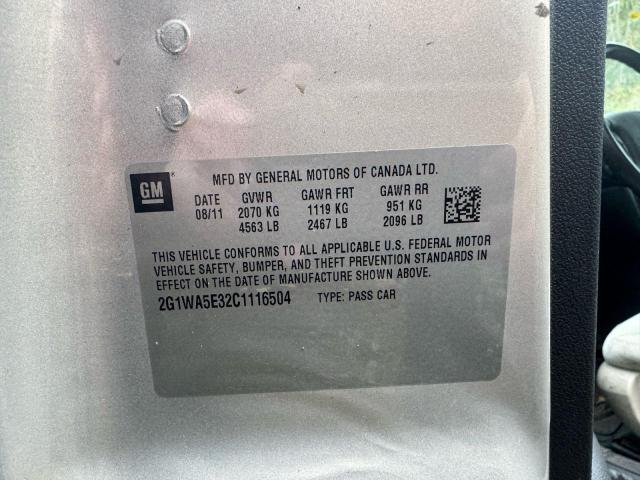 GM
MFD BY GENERAL MOTORS OF CANADA LTD.
DATE GVWR GAWR FRT GAWR RR
08/11 2070 KG 1119 KG 951 KG
4563 LB 2467 LB 2096 LB
THIS VEHICLE CONFORMS TO ALL APPLICABLE U.S. FEDERAL MOTOR
VEHICLE SAFETY, BUMPER, AND THEFT PREVENTION STANDARDS IN
EFFECT ON THE DATE OF MANUFACTURE SHOWN ABOVE.
2G1WA5E32C1116504 TYPE: PASS CAR